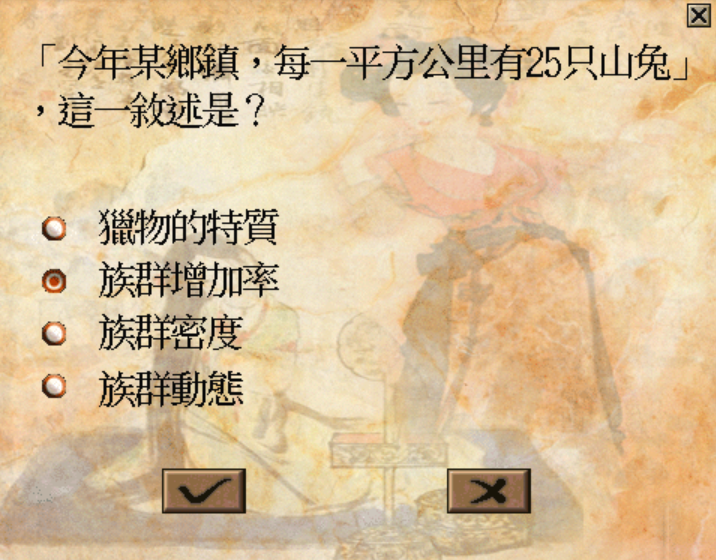 「今年某鄉鎮，每一平方公里有25只山兔」
，這一敘述是？
獵物的特質
族群增加率
族群密度
族群動態